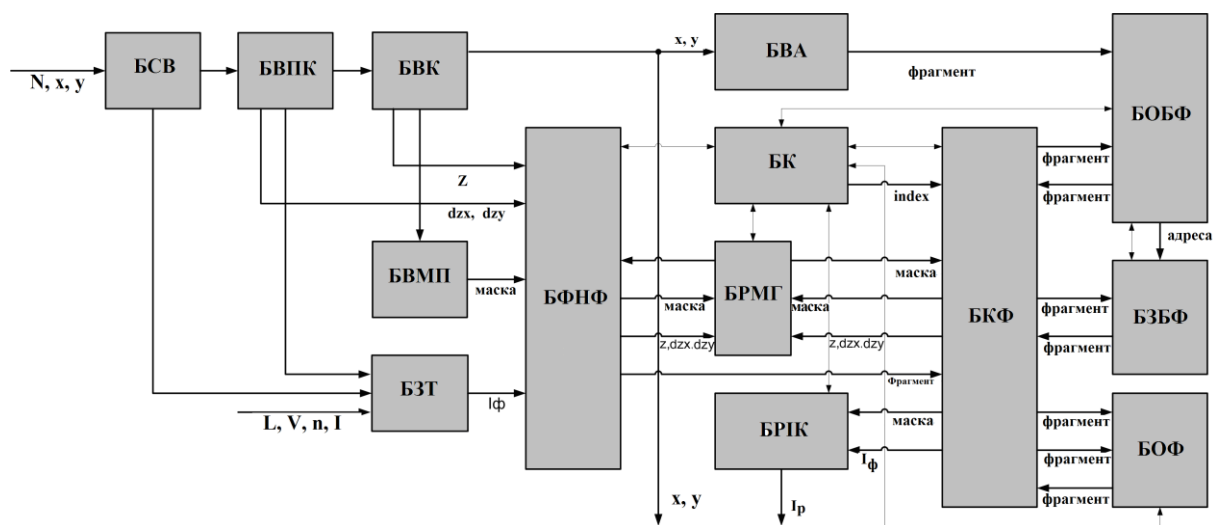 N, x, y
БСВ
БВПК
БВК
x, y
БВА
фрагмент
БОБФ
Z
dzx, dzy
БВМП
маска
БЗТ
L, V, n, I
Iф
БФНФ
БК
index
БКФ
фрагмент
фрагмент
адреса
БРМГ
маска
маска
маска
z,dzx.dzy
z,dzx.dzy
Фрагмент
фрагмент
фрагмент
БЗБФ
БРІК
маска
Iф
Iр
x, y
фрагмент
фрагмент
фрагмент
БОФ